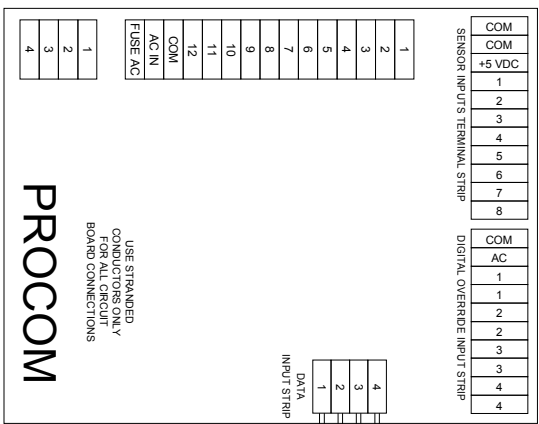 4
3
2
1
FUSE AC
AC IN
COM
12
11
10
9
8
7
6
5
4
3
2
1
SENSOR INPUTS TERMINAL STRIP
COM
COM
+5 VDC
1
2
3
4
5
6
7
8
DIGITAL OVERRIDE INPUT STRIP
COM
AC
1
1
2
2
3
3
4
4
PROCOM
USE STRANDED
CONDUCTORS ONLY
FOR ALL CIRCUIT
BOARD CONNECTIONS
DATA
INPUT STRIP
1
2
3
4